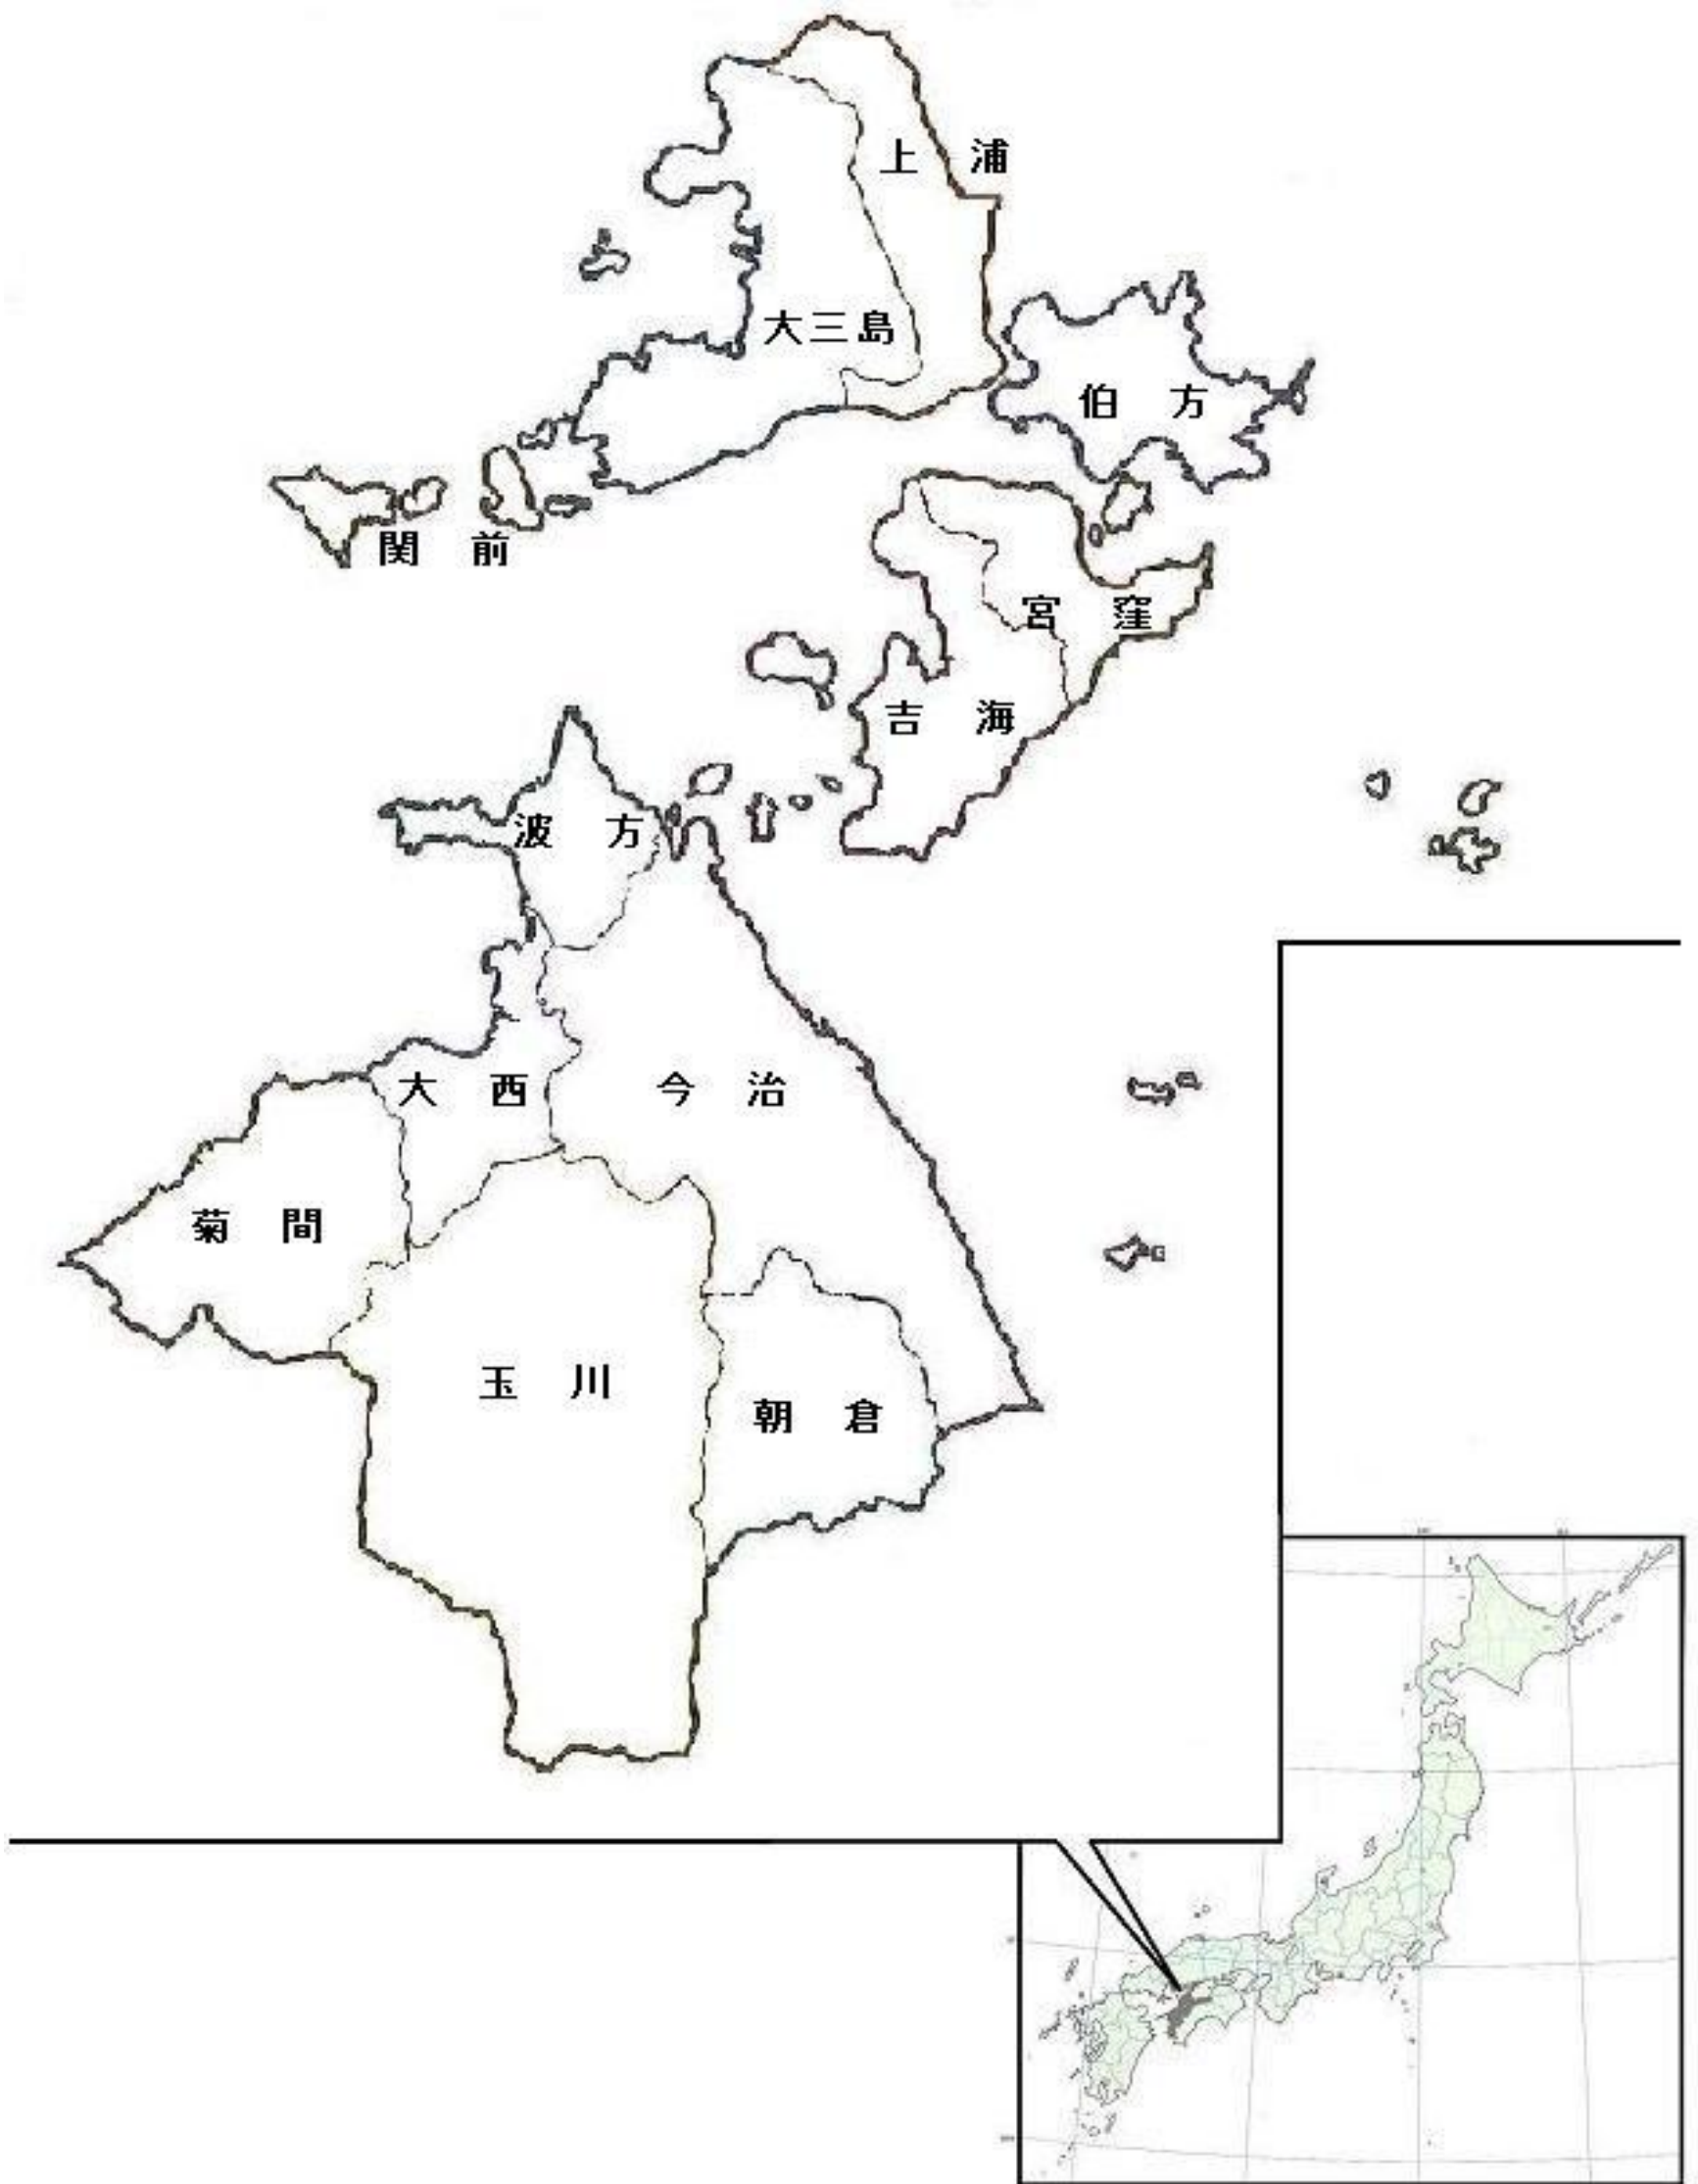 上浦
大三島
伯方
関前
宮窪
吉海
波方
大西
今治
菊間
玉川
朝倉